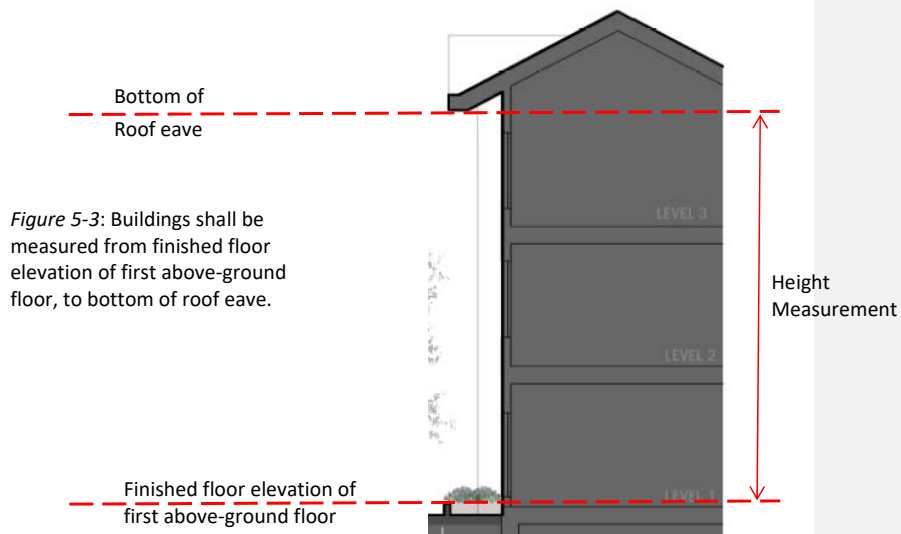 Bottom of
Roof eave
Figure 5-3: Buildings shall be
measured from finished floor
elevation of first above-ground
floor, to bottom of roof eave.
LEVEL 3
Height
Measurement
LEVEL 2
LEVEL 1
Finished floor elevation of
first above-ground floor